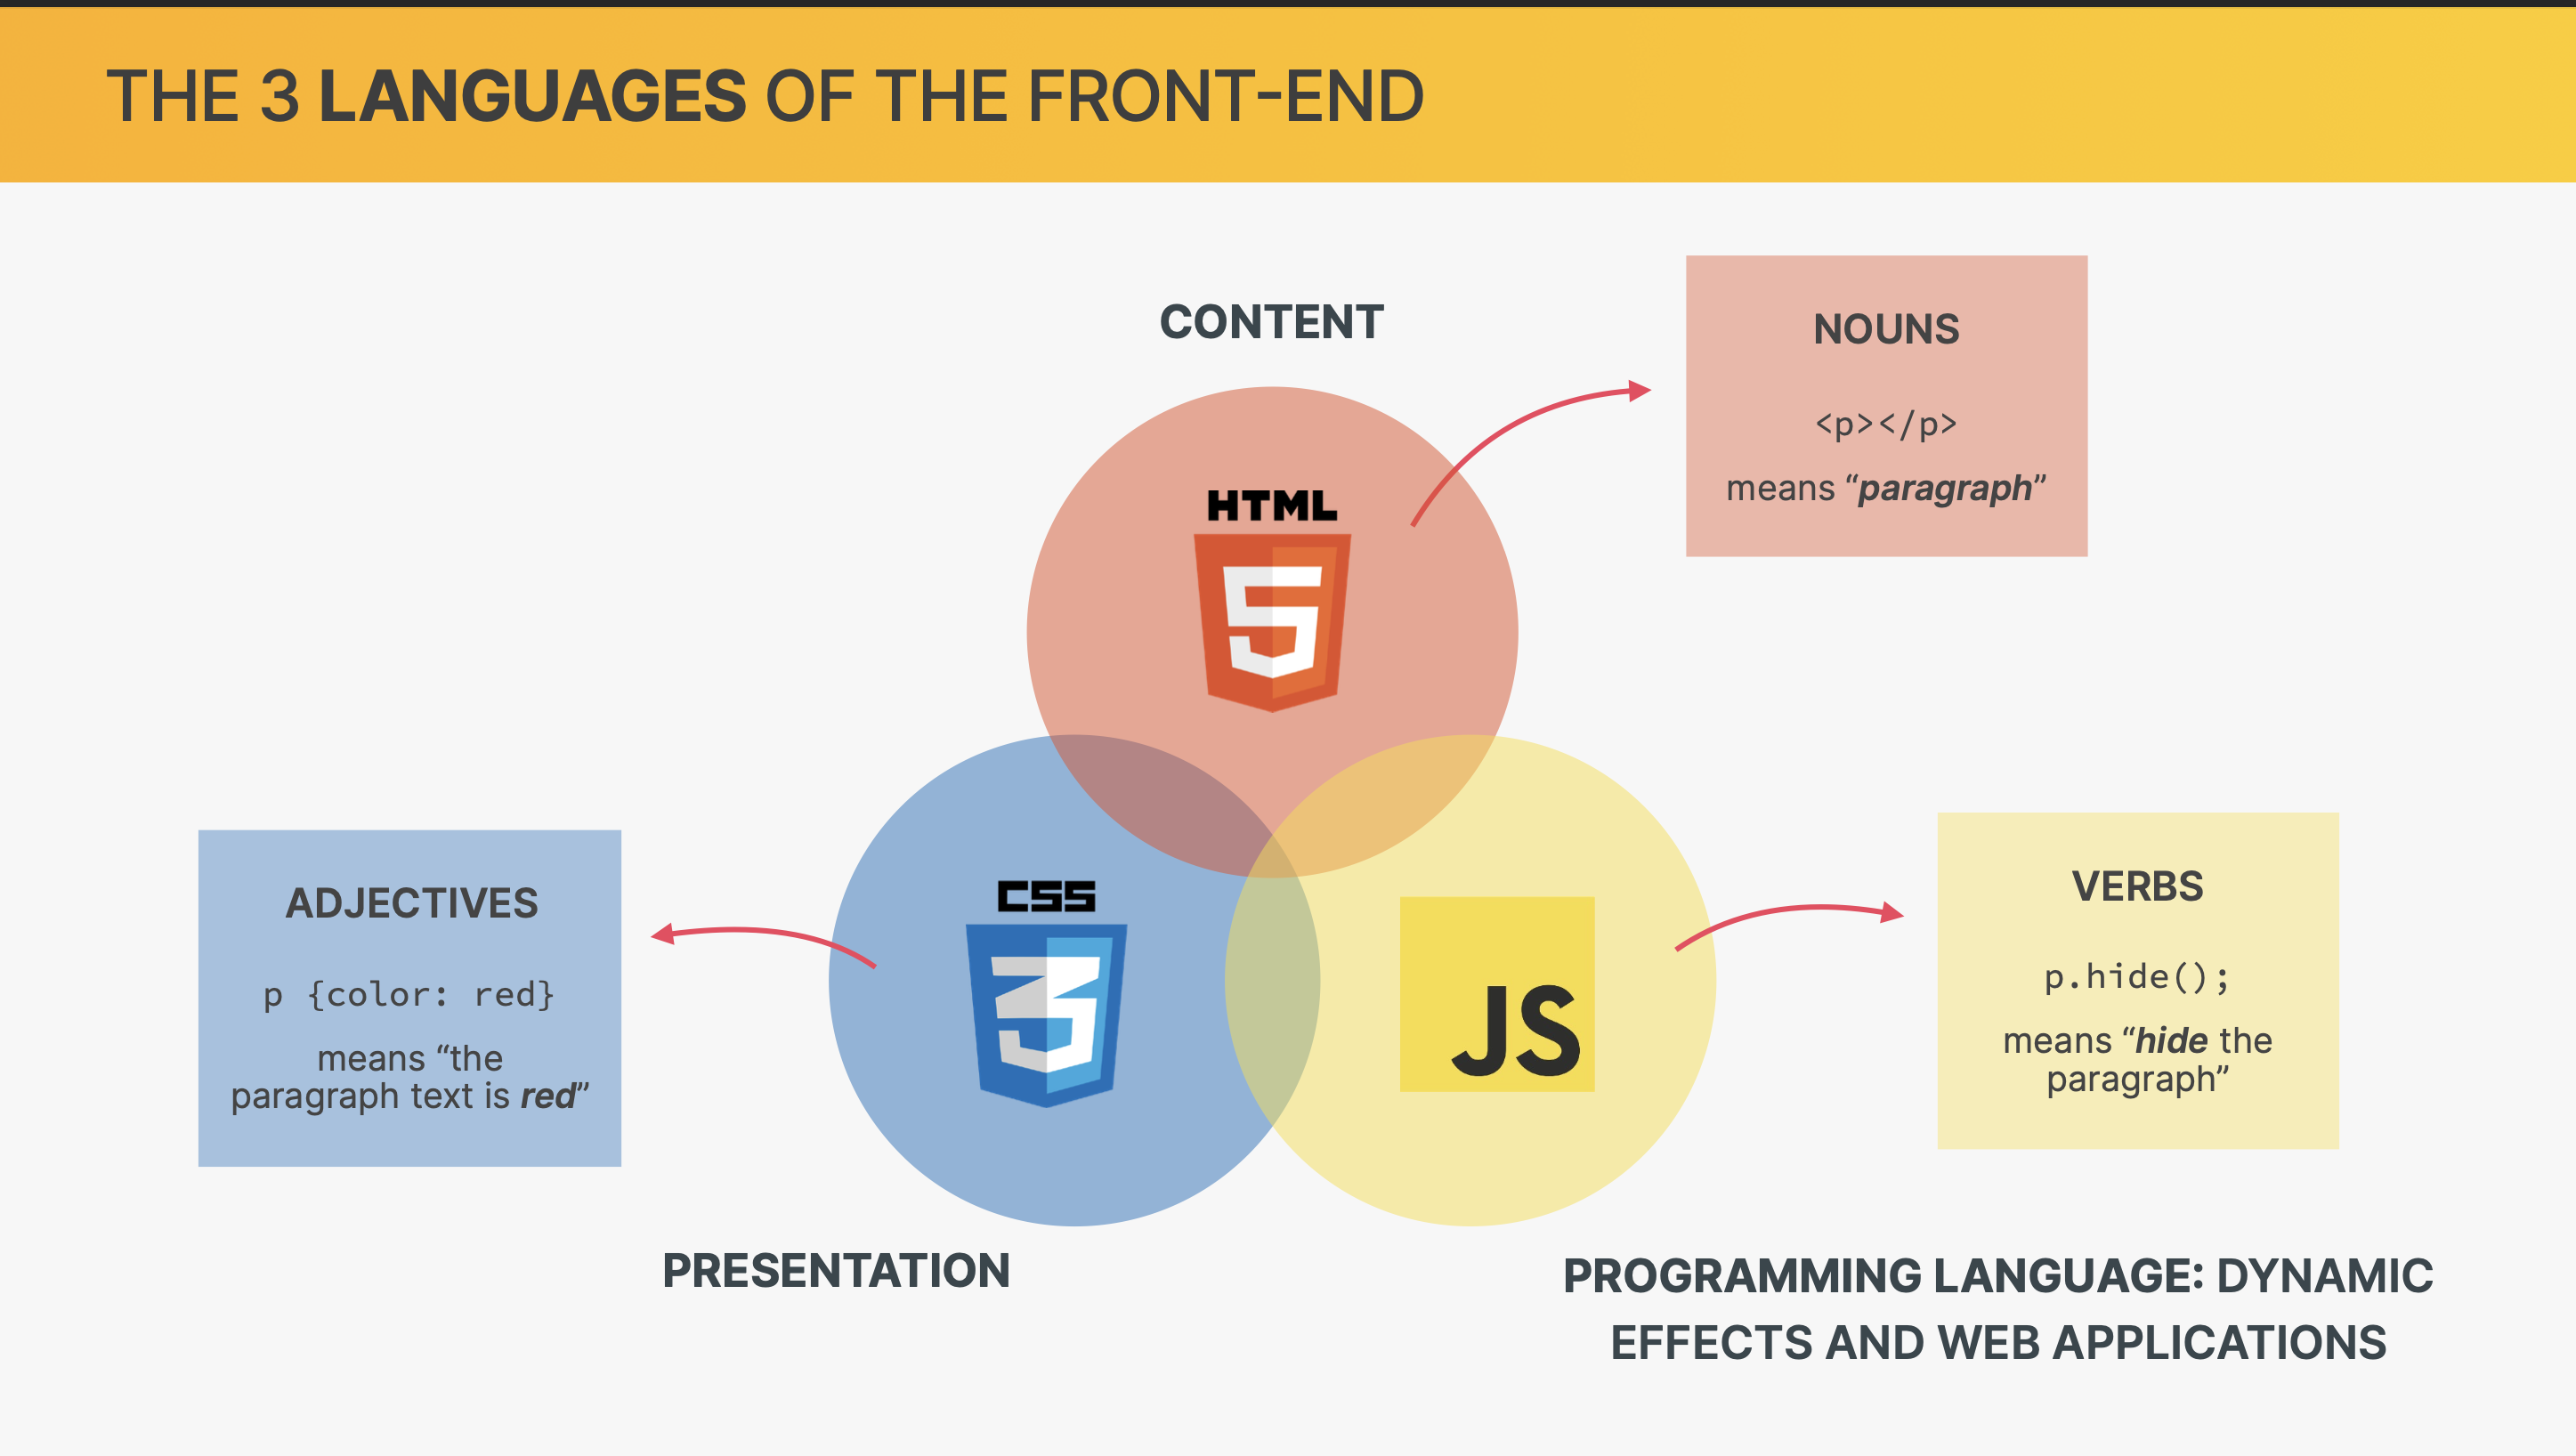 THE 3 LANGUAGES OF THE FRONT-END
CONTENT
NOUNS
<p></p>
means “paragraph”
HTML
5
ADJECTIVES
p {color: red}
means “the
paragraph text is red”
CSS
3
JS
VERBS
p.hide();
means “hide the
paragraph”
PRESENTATION
PROGRAMMING LANGUAGE: DYNAMIC
EFFECTS AND WEB APPLICATIONS